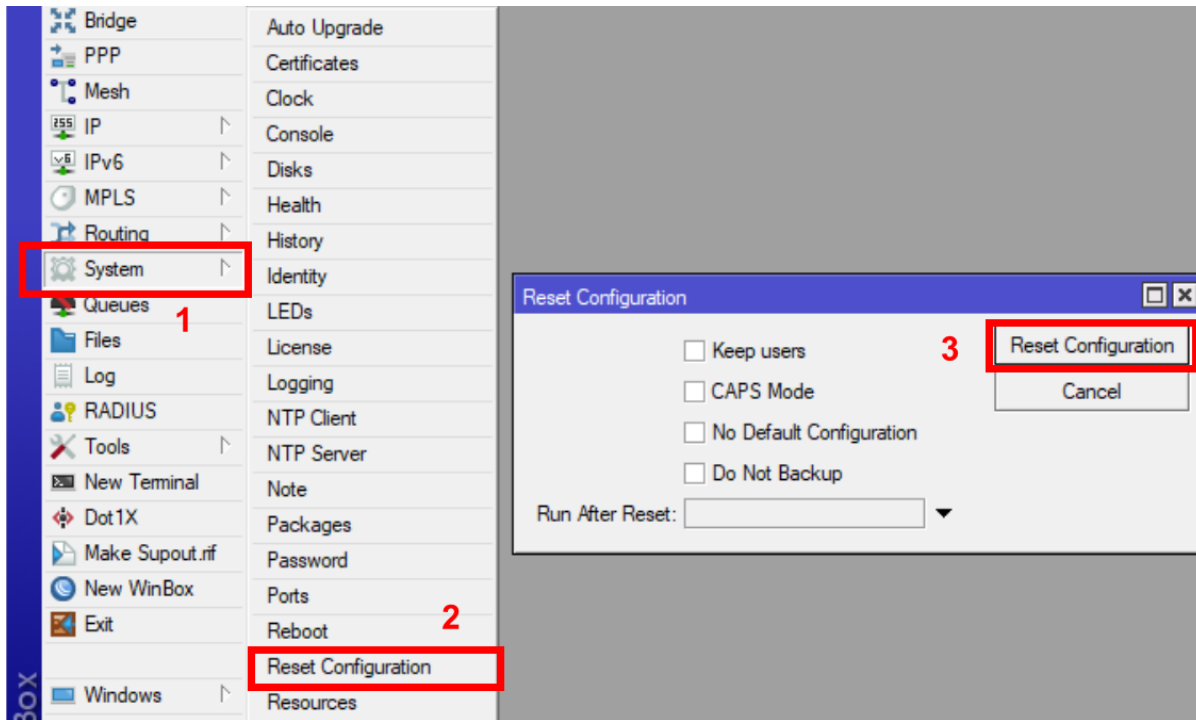 Bridge
PPP
Mesh
255 IP
v6 IPv6
MPLS
Routing
System
1
Queues
Files
Log
RADIUS
Tools
New Terminal
Dot1X
Make Supout.rif
New WinBox
Exit
Windows
Box
Auto Upgrade
Certificates
Clock
Console
Disks
Health
History
Identity
LEDs
License
Logging
NTP Client
NTP Server
Note
Packages
Password
Ports
Reboot
2
Reset Configuration
Resources
Reset Configuration
Keep users
CAPS Mode
No Default Configuration
Do Not Backup
Run After Reset:
3
Reset Configuration
Cancel